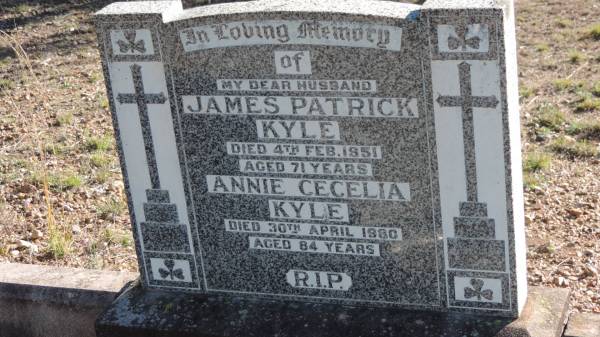 In Loving Memory
of
MY DEAR HUSBAND
JAMES PATRICK
KYLE
DIED 4TH FEB. 1951
AGED 71 YEARS
ANNIE CECELIA
KYLE
DIED 30TH APRIL 1980
AGED 84 YEARS
R.I.P.